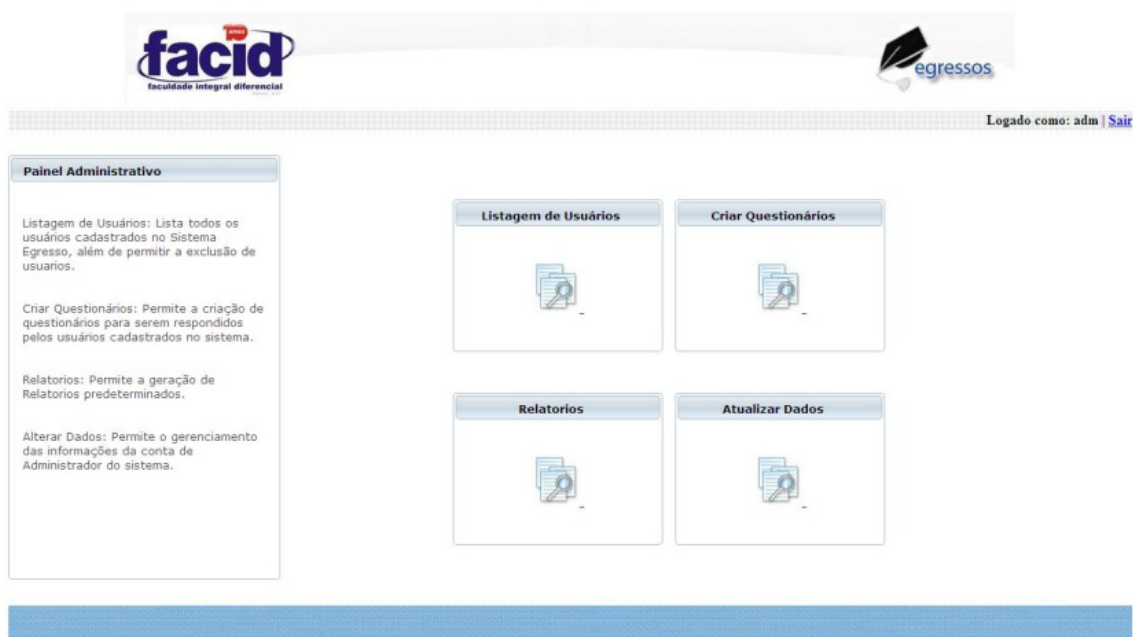 anos
facid
faculdade integral diferencial
egressos
Logado como: adm | Sair
Painel Administrativo
Listagem de Usuários: Lista todos os
usuários cadastrados no Sistema
Egresso, além de permitir a exclusão de
usuarios.
Criar Questionários: Permite a criação de
questionários para serem respondidos
pelos usuários cadastrados no sistema.
Relatorios: Permite a geração de
Relatorios predeterminados.
Alterar Dados: Permite o gerenciamento
das informações da conta de
Administrador do sistema.
Listagem de Usuários
Criar Questionários
Relatorios
Atualizar Dados